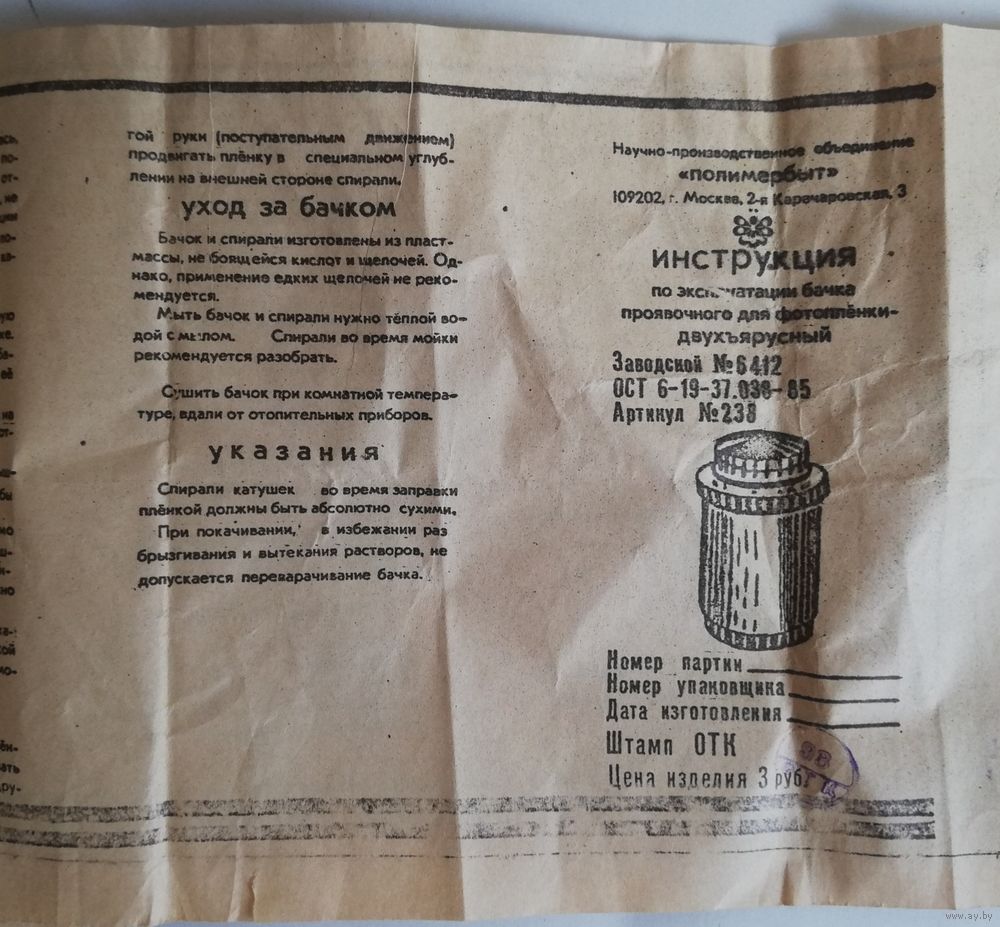 той руки (поступательным движением)
продвигать плёнку в специальном углуб-
лении на внешней стороне спирали.
уход за бачком
Бачок и спирали изготовлены из пласт-
массы, не боящейся кислот и щелочей. Од-
нако, применение едких щелочей не реко-
мендуется.
Мыть бачок и спирали нужно тёплой во-
дой с мылом. Спирали во время мойки
рекомендуется разобрать.
Сушить бачок при комнатной темпера-
туре, вдали от отопительных приборов.
указания
Спирали катушек во время заправки
плёнкой должны быть абсолютно сухими.
При покачивании, в избежании раз
брызгивания и вытекания растворов, не
допускается переварачивание бачка.
Научно-производственное объединение
«полимербыт»
109202, г. Москва, 2-я Карачаровская, 3
инструкция
по эксплуатации бачка
проявочного для фотоплёнки-
двухъярусный
Заводской №6412
ОСТ 6-19-37.038-85
Артикул №238
Номер партии
Номер упаковщика
Дата изготовления
Штамп ОТК
Цена изделия 3 руб.
www.ay.by